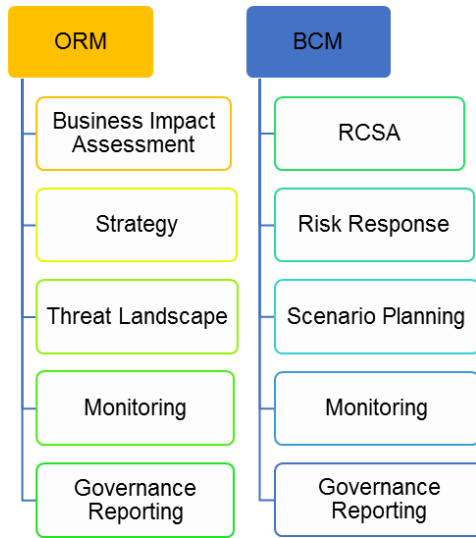 ORM
Business Impact
Assessment
Strategy
Threat Landscape
Monitoring
Governance
Reporting
BCM
RCSA
Risk Response
Scenario Planning
Monitoring
Governance
Reporting